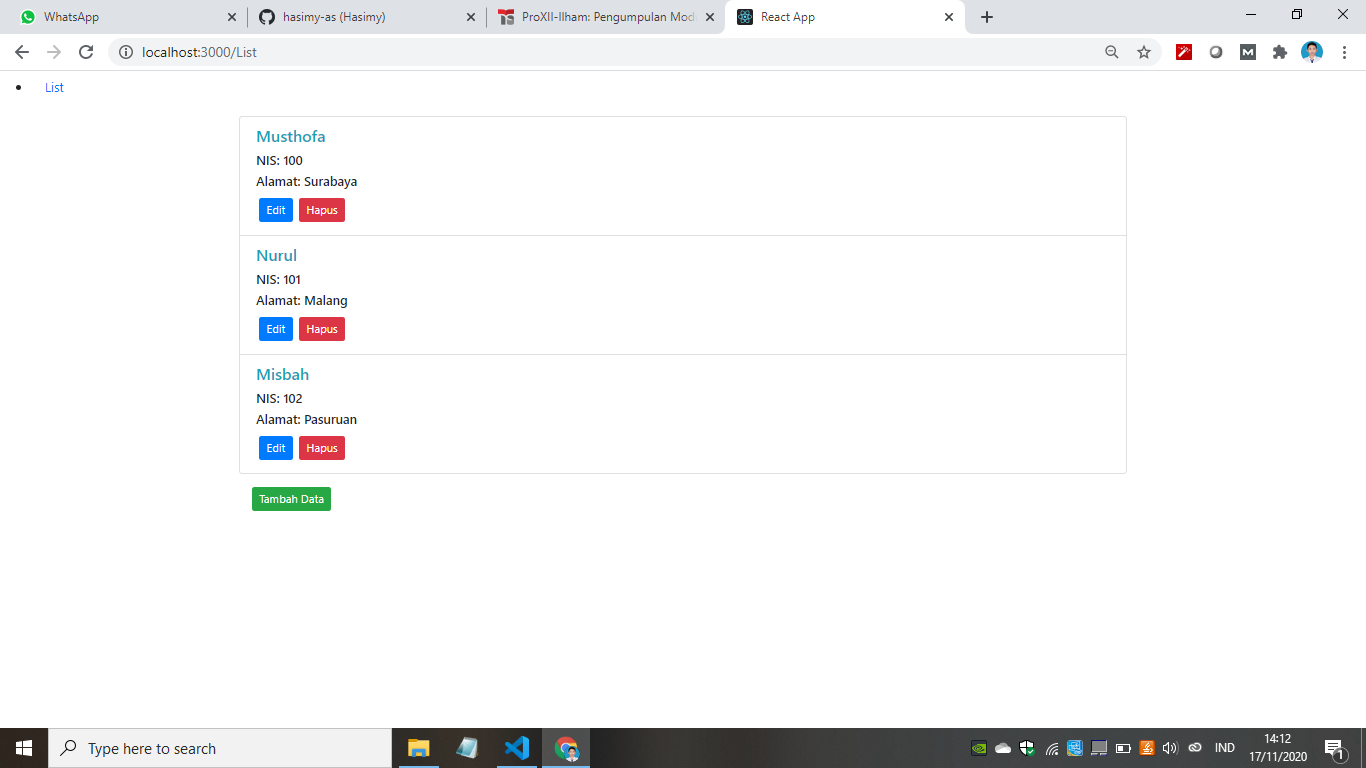 WhatsApp
hasimy-as (Hasimy)
ProXII-Ilham: Pengumpulan Mod
React App
localhost:3000/List
List
Musthofa
NIS: 100
Alamat: Surabaya
Edit Hapus
Nurul
NIS: 101
Alamat: Malang
Edit Hapus
Misbah
NIS: 102
Alamat: Pasuruan
Edit Hapus
Tambah Data
Type here to search
IND
14:12
17/11/2020
1